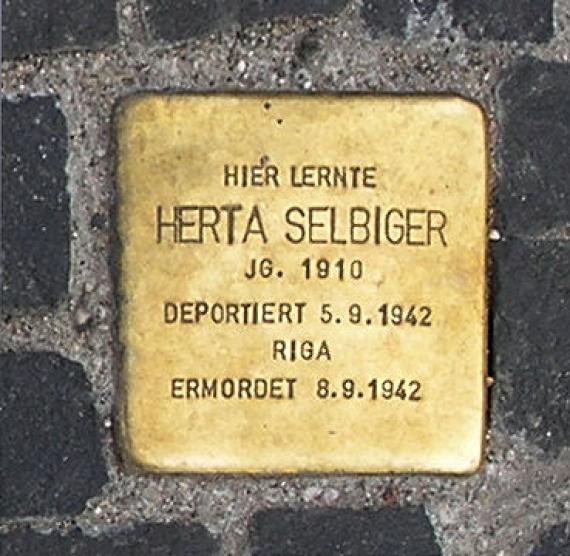 HIER LERNTE
HERTA SELBIGER
JG. 1910
DEPORTIERT 5.9.1942
RIGA
ERMORDET 8.9.1942